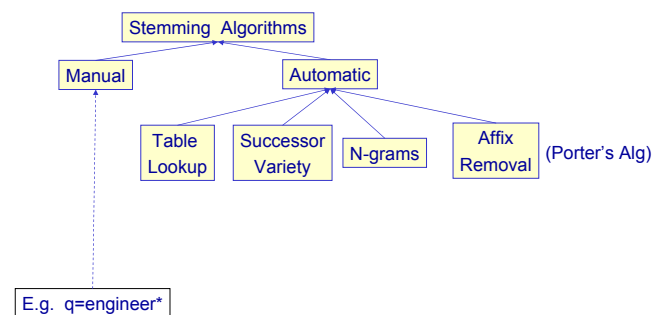 Stemming Algorithms
Manual
Automatic
Table
Lookup
Successor
Variety
N-grams
Affix
Removal
(Porter's Alg)
E.g. q=engineer*